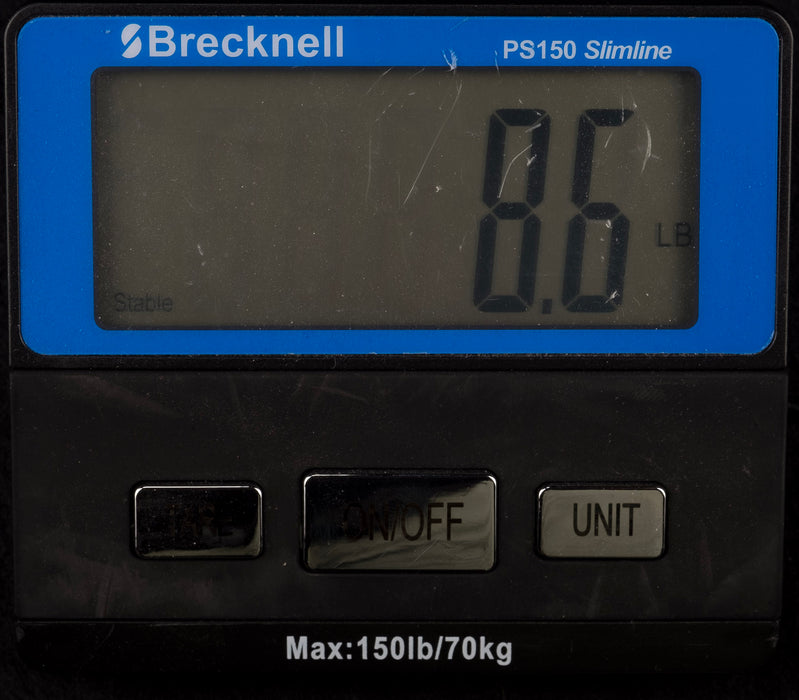 Brecknell
PS150 Slimline
8.6
LB
Stable
ON/OFF
UNIT
Max:150lb/70kg